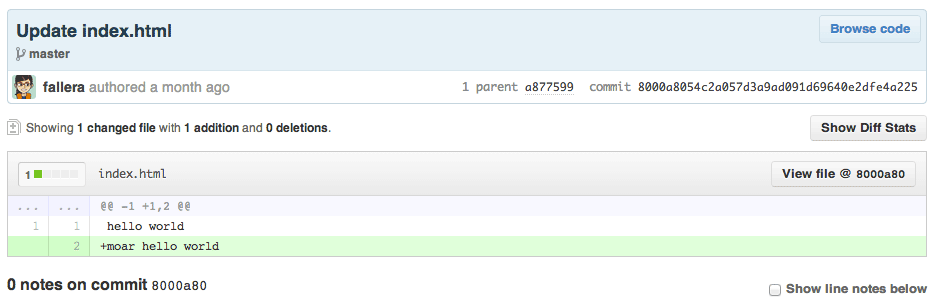 Update index.html
Browse code
master
fallera authored a month ago
1 parent a877599 commit 8000a8054c2a057d3a9ad091d69640e2dfe4a225
Showing 1 changed file with 1 addition and 0 deletions.
Show Diff Stats
1 index.html
View file @ 8000a80
... ... @@ -1 +1,2 @@
1 1 hello world
2 +moar hello world
0 notes on commit 8000a80
Show line notes below